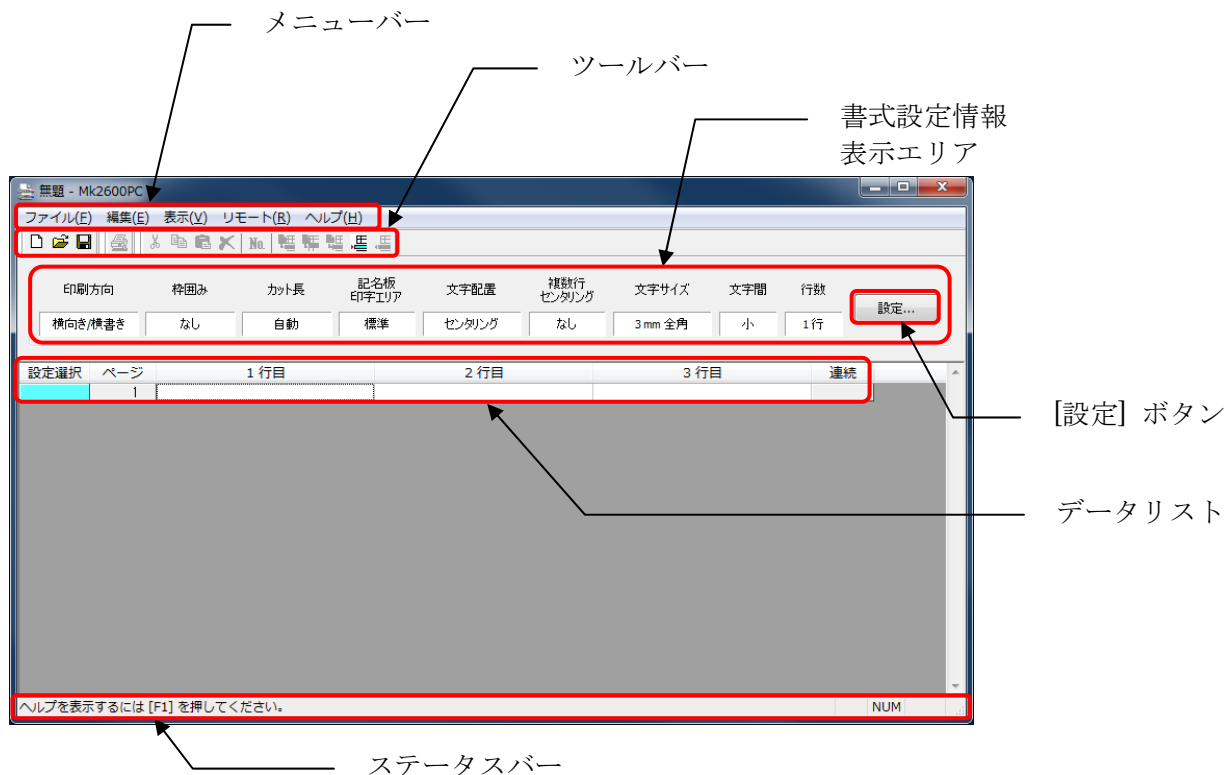 メニューバー
ツールバー
書式設定情報
表示エリア
無題 - Mk2600PC
ファイル(F) 編集(E) 表示(V) リモート(R) ヘルプ(H)
No.
印刷方向 枠囲み カット長 記名板 印字エリア 文字配置 複数行 センタリング 文字サイズ 文字間 行数
横向き/横書き なし 自動 標準 センタリング なし 3 mm 全角 小 1 行
設定...
設定選択 ページ 1 行目 2 行目 3 行目 連続
1
[設定] ボタン
データリスト
ヘルプを表示するには [F1] を押してください。 NUM
ステータスバー